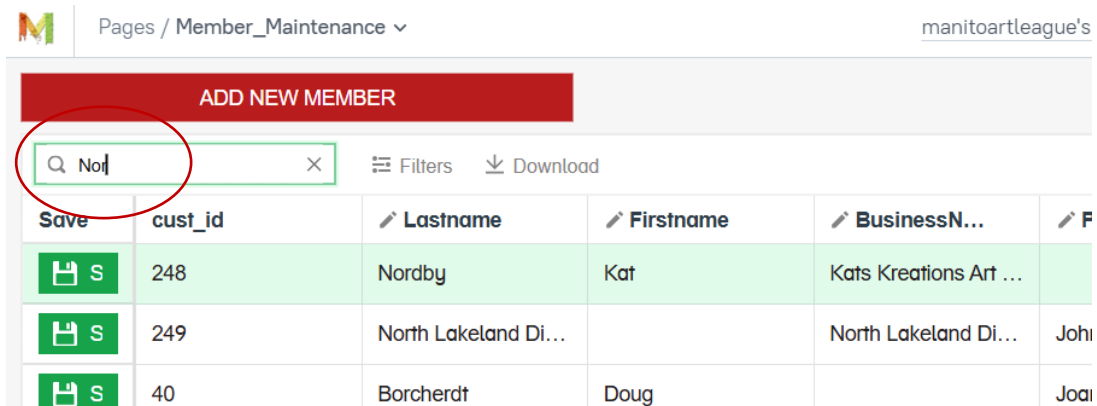 Pages / Member_Maintenance
manitoartleague's
ADD NEW MEMBER
Nor
Filters Download
Save cust_id Lastname Firstname BusinessN... F
S 248 Nordby Kat Kats Kreations Art ...
S 249 North Lakeland Di... North Lakeland Di... John
S 40 Borcherdt Doug Joan